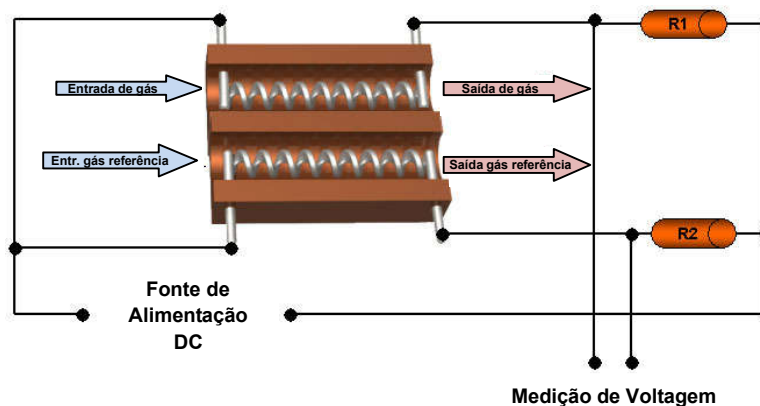 R1
Entrada de gás
Saída de gás
Entr. gás referência
Saída gás referência
R2
Fonte de
Alimentação
DC
Medição de Voltagem